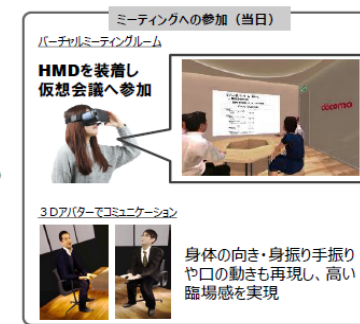 ミーティングへの参加（当日）
バーチャルミーティングルーム
HMDを装着し
仮想会議へ参加
döcomo
３Dアバターでコミュニケーション
身体の向き・身振り手振り
や口の動きも再現し、高い
臨場感を実現